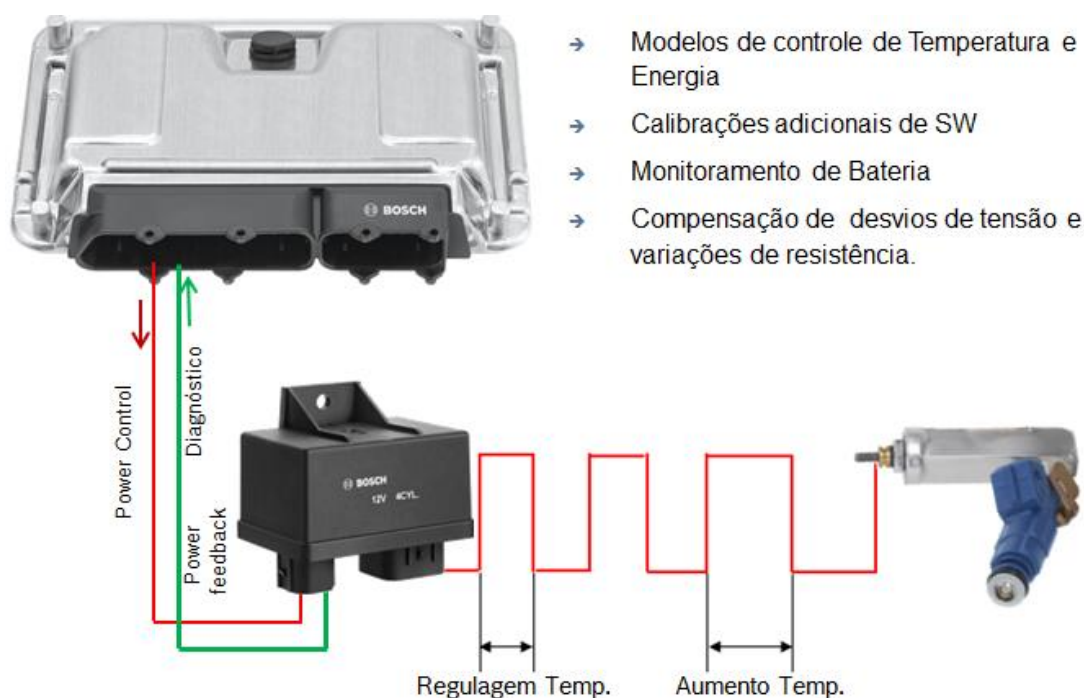 → Modelos de controle de Temperatura e
Energia
→ Calibrações adicionais de SW
→ Monitoramento de Bateria
→ Compensação de desvios de tensão e
variações de resistência.
BOSCH
Power Control
Diagnóstico
Power
feedback
BOSCH
12V 4CYL.
Regulagem Temp.
Aumento Temp.